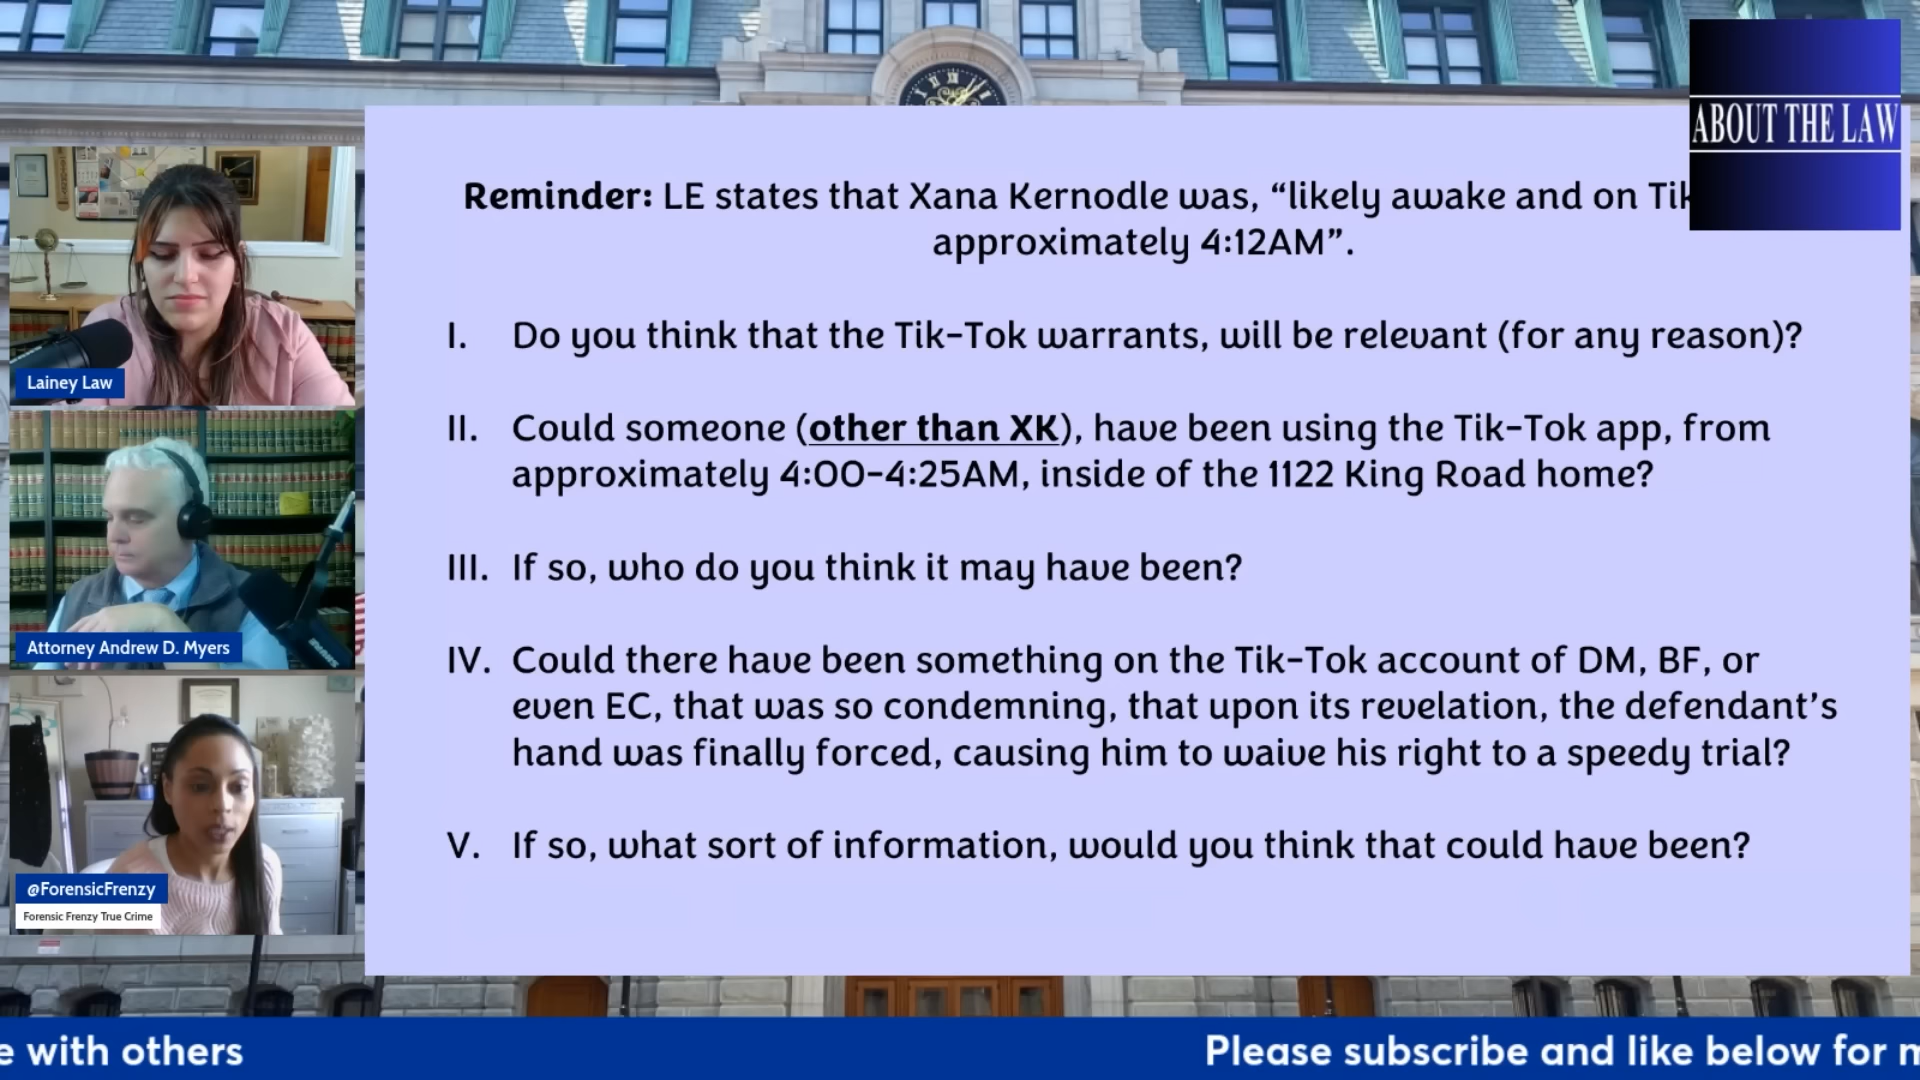 ABOUT THE LAW
Reminder: LE states that Xana Kernodle was, “likely awake and on
approximately 4:12AM”.
I. Do you think that the Tik-Tok warrants, will be relevant (for any reason)?
II. Could someone (other than XK), have been using the Tik-Tok app, from
approximately 4:00-4:25AM, inside of the 1122 King Road home?
III. If so, who do you think it may have been?
IV. Could there have been something on the Tik-Tok account of DM, BF, or
even EC, that was so condemning, that upon its revelation, the defendant’s
hand was finally forced, causing him to waive his right to a speedy trial?
V. If so, what sort of information, would you think that could have been?
Lainey Law
Attorney Andrew D. Myers
@ForensicFrenzy
Forensic Frenzy True Crime
with others
Please subscribe and like below for